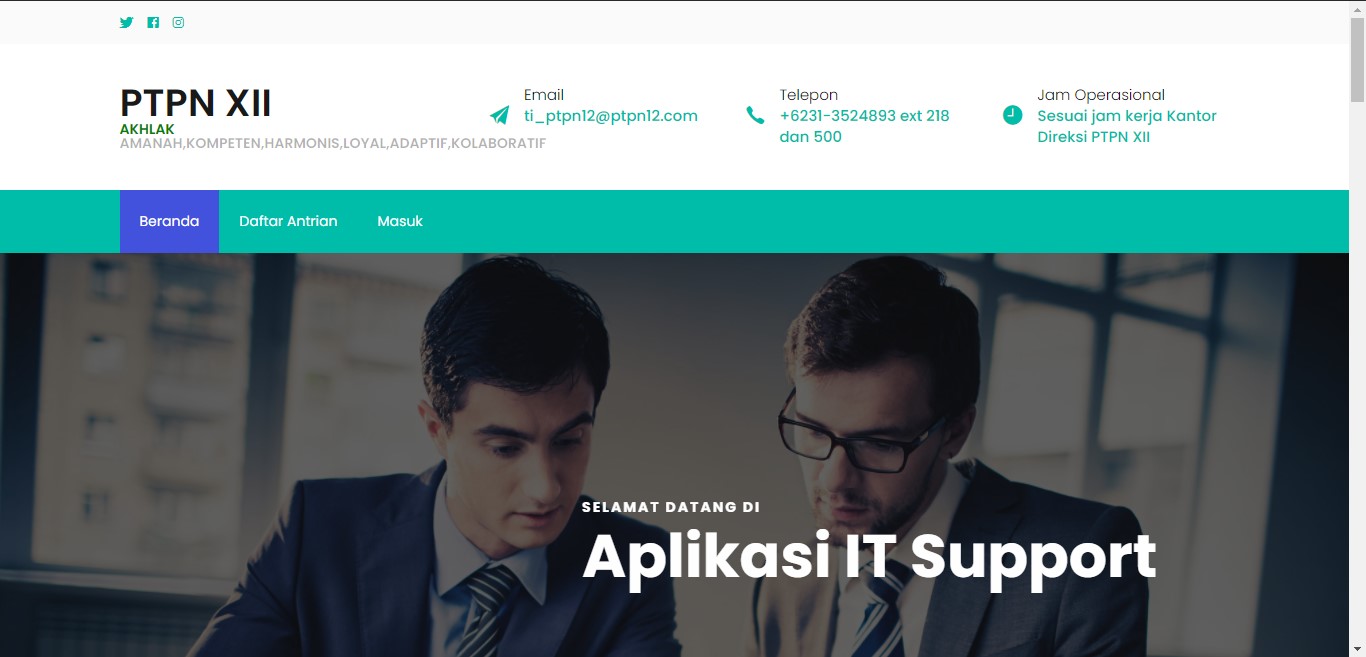 PTPN XII
AKHLAK
AMANAH,KOMPETEN,HARMONIS,LOYAL,ADAPTIF,KOLABORATIF
Email
ti_ptpn12@ptpn12.com
Telepon
+6231-3524893 ext 218
dan 500
Jam Operasional
Sesuai jam kerja Kantor
Direksi PTPN XII
Beranda
Daftar Antrian
Masuk
SELAMAT DATANG DI
Aplikasi IT Support